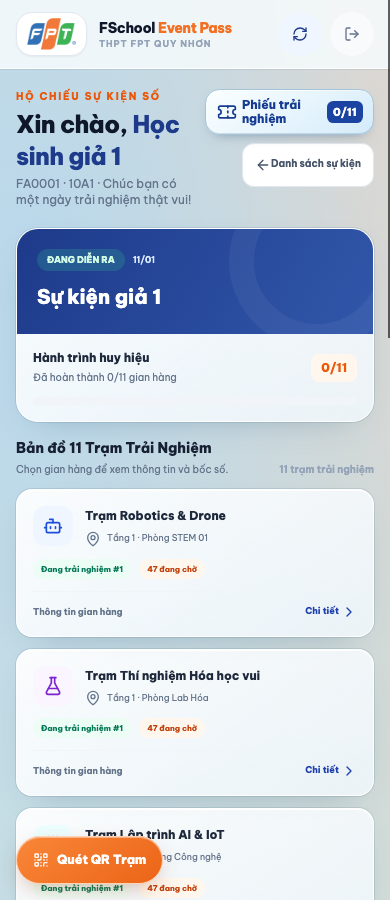 FPT
FSchool Event Pass
THPT FPT QUY NHƠN
HỘ CHIẾU SỰ KIỆN SỐ
Xin chào, Học
sinh giả 1
FA0001 · 10A1 · Chúc bạn có
một ngày trải nghiệm thật vui!
Phiếu trải
nghiệm
0/11
Danh sách sự kiện
ĐANG DIỄN RA
11/01
Sự kiện giả 1
Hành trình huy hiệu
Đã hoàn thành 0/11 gian hàng
0/11
Bản đồ 11 Trạm Trải Nghiệm
Chọn gian hàng để xem thông tin và bốc số.
11 trạm trải nghiệm
Trạm Robotics & Drone
Tầng 1 · Phòng STEM 01
Đang trải nghiệm #1
47 đang chờ
Thông tin gian hàng
Chi tiết
Trạm Thí nghiệm Hóa học vui
Tầng 1 · Phòng Lab Hóa
Đang trải nghiệm #1
47 đang chờ
Thông tin gian hàng
Chi tiết
Trạm Lập trình AI & IoT
Công nghệ
Quét QR Trạm
Đang trải nghiệm #1
47 đang chờ